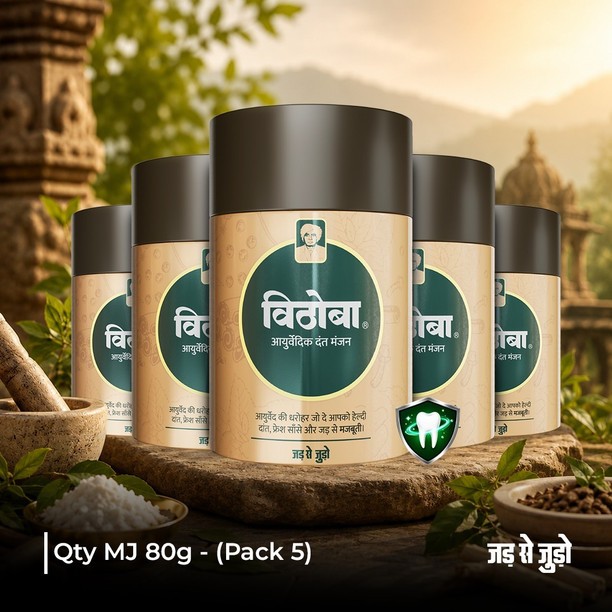 विठोबा®
आयुर्वेदिक दंत मंजन
आयुर्वेद की धरोहर जो दे आपको हेल्दी
दांत, फ्रेश साँसे और जड़ से मजबूती।
जड़ से जुड़ो
Qty MJ 80g - (Pack 5)
जड़ से जुड़ो